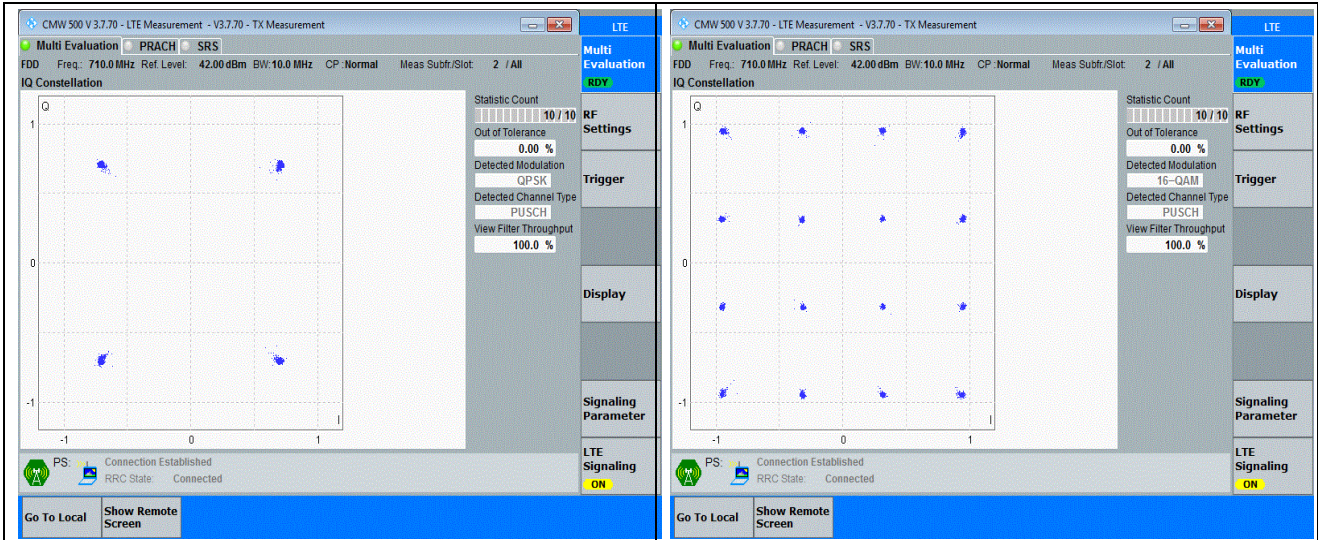 CMW 500 V 3.7.70 - LTE Measurement - V3.7.70 - TX Measurement
LTE
Multi Evaluation PRACH SRS
Multi Evaluation
RDY
FDD Freq.: 710.0 MHz Ref. Level: 42.00 dBm BW: 10.0 MHz CP : Normal Meas Subfr./Slot: 2 / All
IQ Constellation
Q
1
0
-1
-1 0 1
I
Statistic Count
10 / 10
Out of Tolerance
0.00 %
Detected Modulation
QPSK
Detected Channel Type
PUSCH
View Filter Throughput
100.0 %
RF Settings
Trigger
Display
Signaling Parameter
LTE Signaling
ON
PS: Connection Established
RRC State: Connected
Go To Local
Show Remote Screen
CMW 500 V 3.7.70 - LTE Measurement - V3.7.70 - TX Measurement
LTE
Multi Evaluation PRACH SRS
Multi Evaluation
RDY
FDD Freq.: 710.0 MHz Ref. Level: 42.00 dBm BW: 10.0 MHz CP : Normal Meas Subfr./Slot: 2 / All
IQ Constellation
Q
1
0
-1
-1 0 1
I
Statistic Count
10 / 10
Out of Tolerance
0.00 %
Detected Modulation
16-QAM
Detected Channel Type
PUSCH
View Filter Throughput
100.0 %
RF Settings
Trigger
Display
Signaling Parameter
LTE Signaling
ON
PS: Connection Established
RRC State: Connected
Go To Local
Show Remote Screen